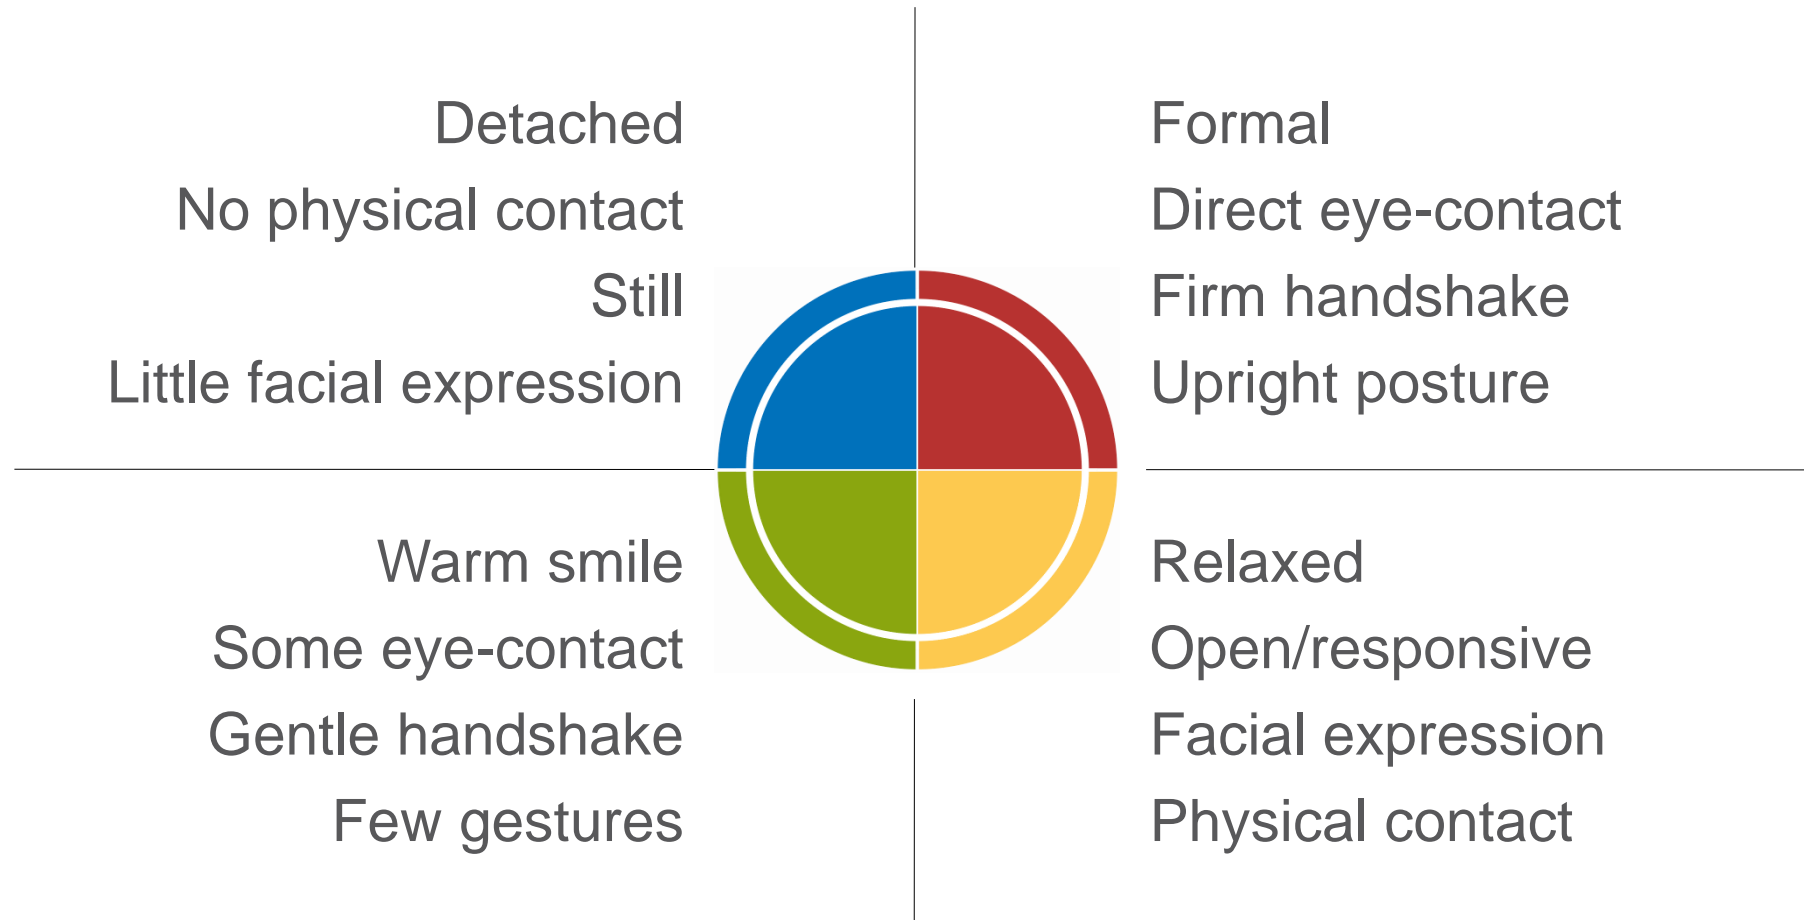 Detached
No physical contact
Still
Little facial expression
Formal
Direct eye-contact
Firm handshake
Upright posture
Warm smile
Some eye-contact
Gentle handshake
Few gestures
Relaxed
Open/responsive
Facial expression
Physical contact